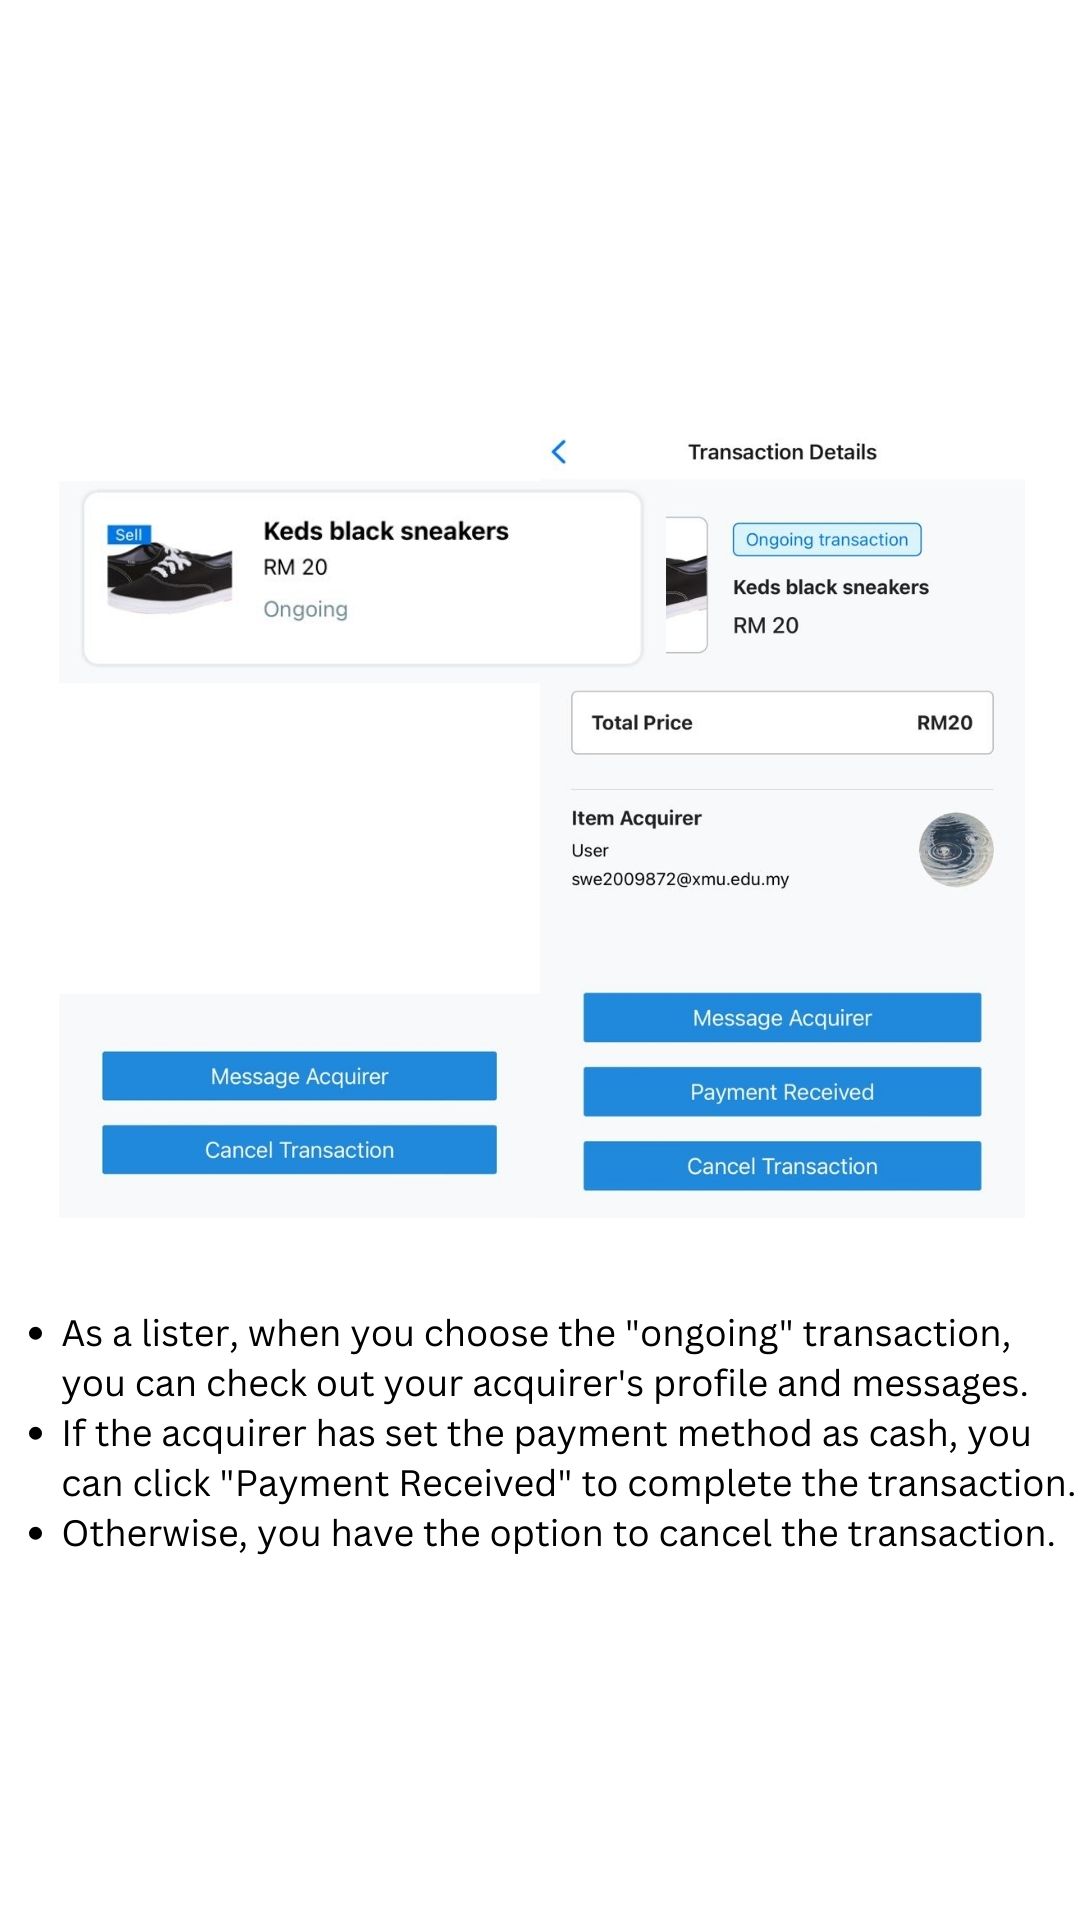 Transaction Details
Sell
Keds black sneakers
RM 20
Ongoing
Ongoing transaction
Keds black sneakers
RM 20
Total Price RM20
Item Acquirer
User
swe2009872@xmu.edu.my
Message Acquirer
Cancel Transaction
Message Acquirer
Payment Received
Cancel Transaction
• As a lister, when you choose the "ongoing" transaction,
you can check out your acquirer's profile and messages.
• If the acquirer has set the payment method as cash, you
can click "Payment Received" to complete the transaction.
• Otherwise, you have the option to cancel the transaction.